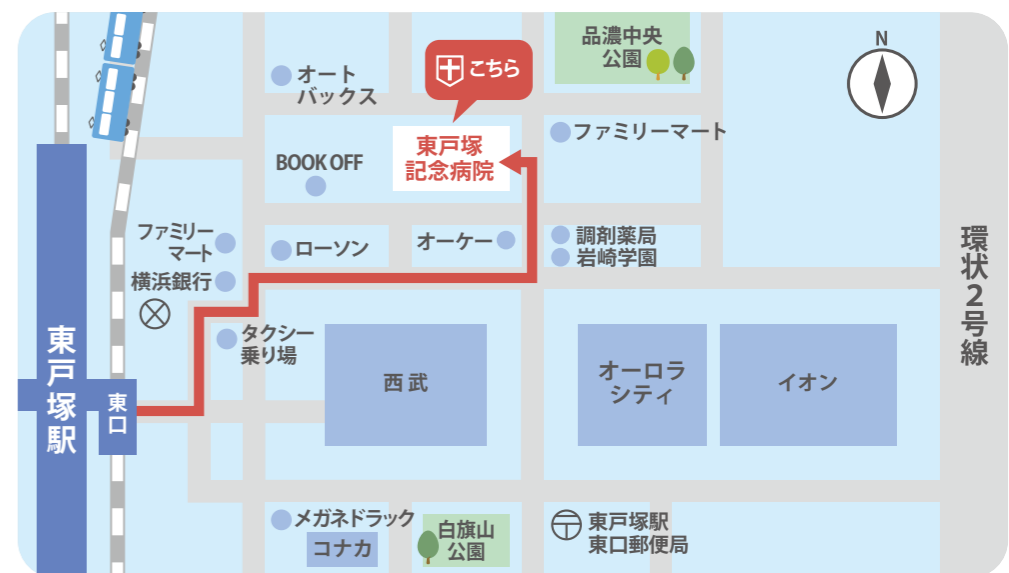 品濃中央
公園
N
こちら
オート
バックス
ファミリーマート
東戸塚
記念病院
BOOK OFF
ファミリー
マート
ローソン
オーケー
調剤薬局
岩崎学園
横浜銀行
環状2号線
タクシー
乗り場
東戸塚駅
東口
西武
オーロラ
シティ
イオン
メガネドラック
コナカ
白旗山
公園
東戸塚駅
東口郵便局